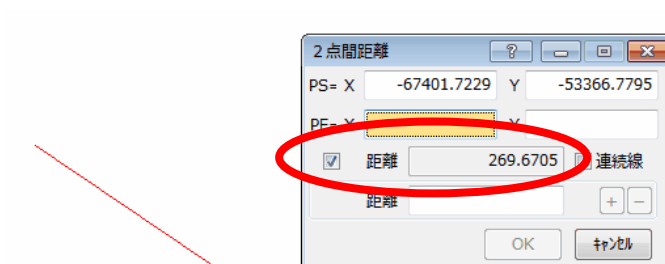 2点間距離
PS= X -67401.7229 Y -53366.7795
PE= X Y
距離 269.6705 連続線
距離 + -
OK ｷｬﾝｾﾙ